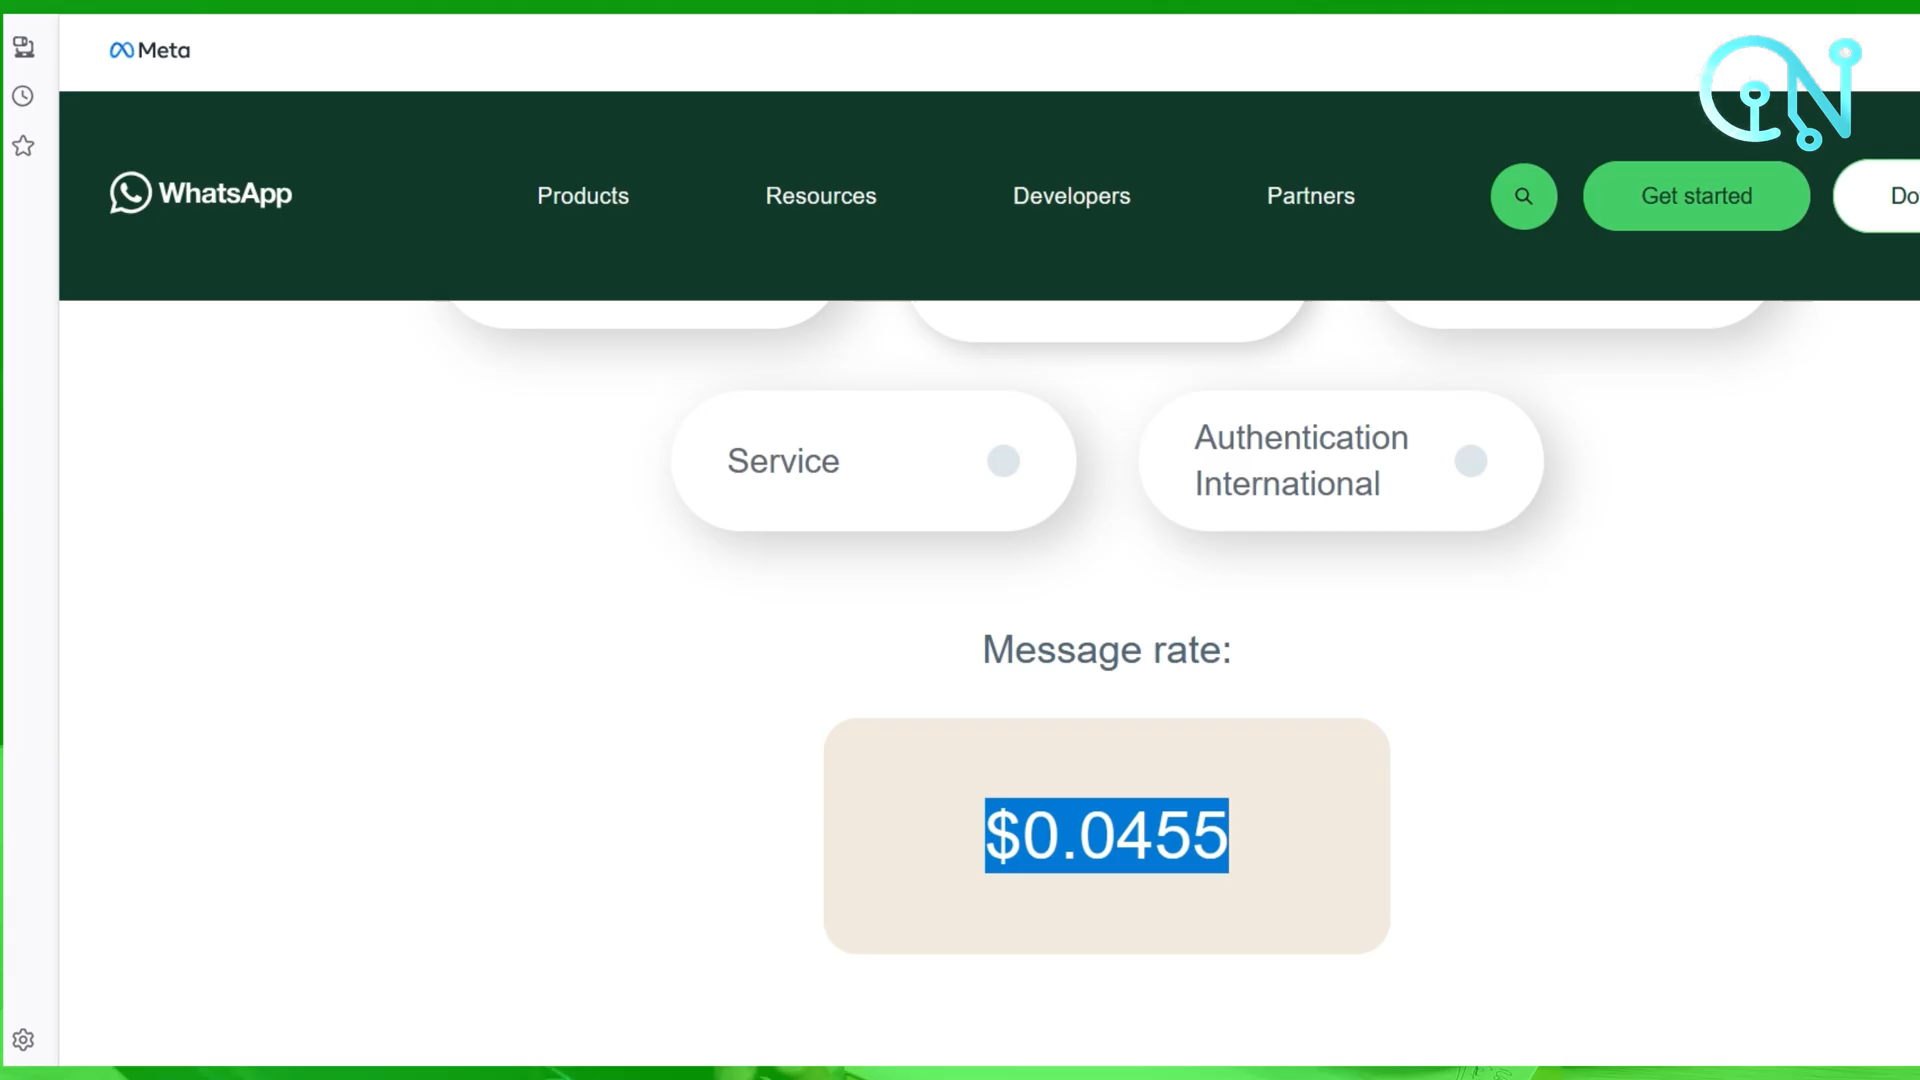 Meta
WhatsApp
Products
Resources
Developers
Partners
Get started
Do
Service
Authentication
International
Message rate:
$0.0455